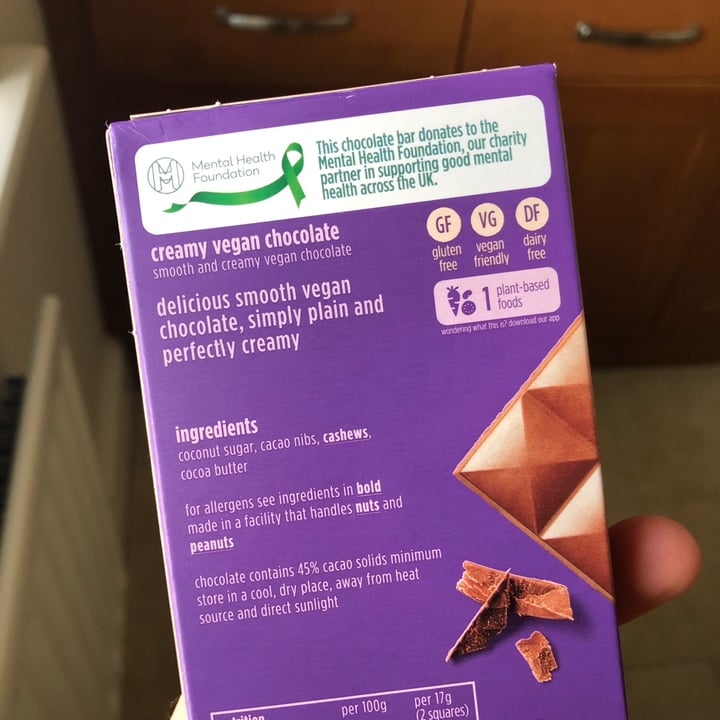 Mental Health
Foundation
This chocolate bar donates to the
Mental Health Foundation, our charity
partner in supporting good mental
health across the UK.
creamy vegan chocolate
smooth and creamy vegan chocolate
GF
gluten
free
VG
vegan
friendly
DF
dairy
free
delicious smooth vegan
chocolate, simply plain and
perfectly creamy
1 plant-based
foods
wondering what this is? download our app
ingredients
coconut sugar, cacao nibs, cashews,
cocoa butter
for allergens see ingredients in bold
made in a facility that handles nuts and
peanuts
chocolate contains 45% cacao solids minimum
store in a cool, dry place, away from heat
source and direct sunlight
per 100g
per 17g
(2 squares)